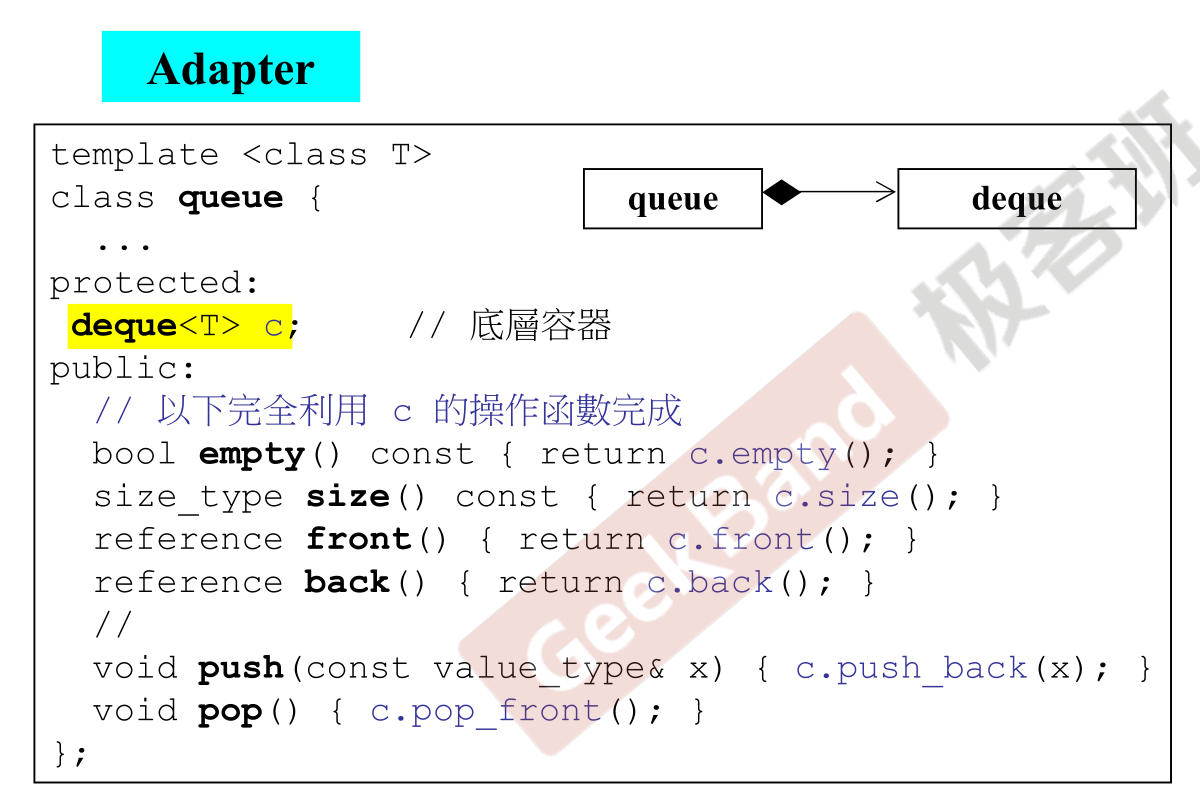 Adapter
template <class T>
class queue {
...
protected:
deque<T> c; // 底層容器
public:
// 以下完全利用 c 的操作函數完成
bool empty() const { return c.empty(); }
size_type size() const { return c.size(); }
reference front() { return c.front(); }
reference back() { return c.back(); }
//
void push(const value_type& x) { c.push_back(x); }
void pop() { c.pop_front(); }
};
queue
deque
GeekBand
极客班